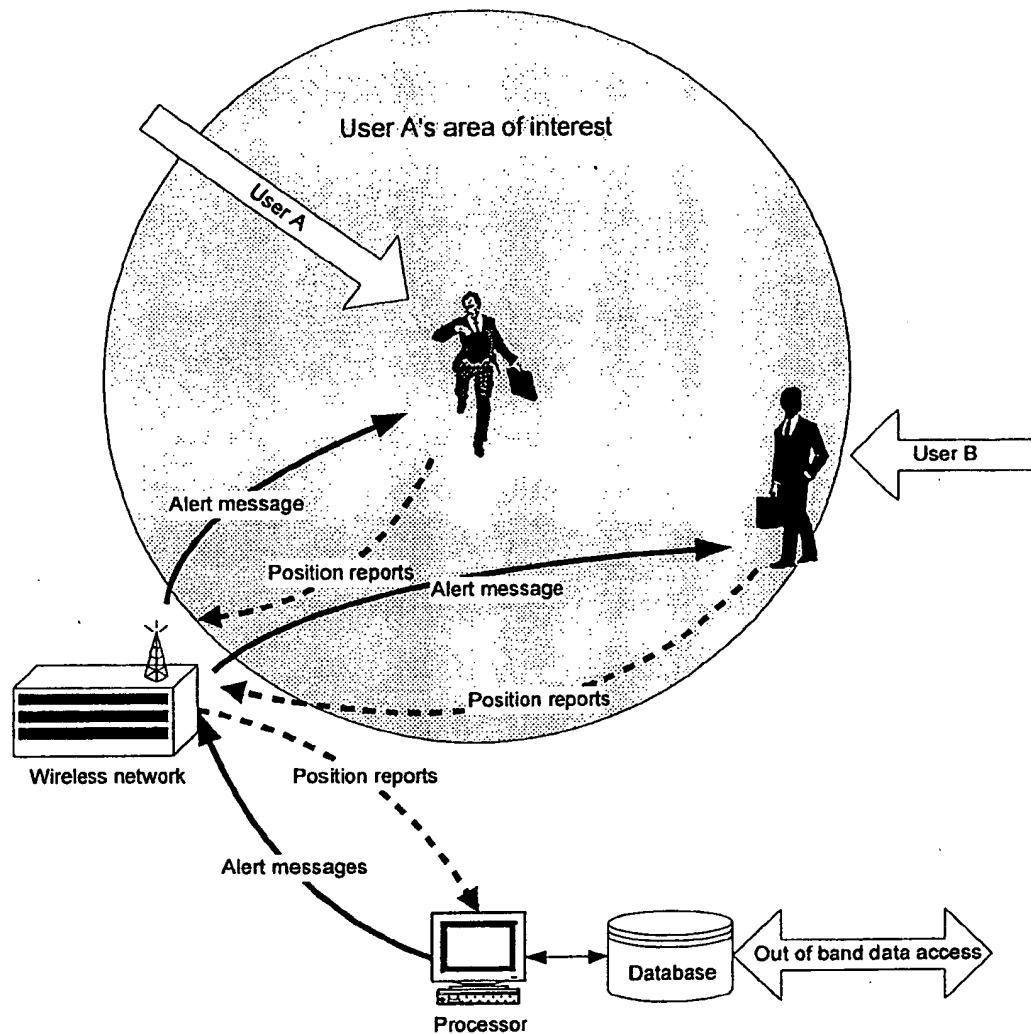 User A's area of interest
User A
User B
Alert message
Position reports
Alert message
Position reports
Wireless network
Position reports
Alert messages
Database
Out of band data access
Processor